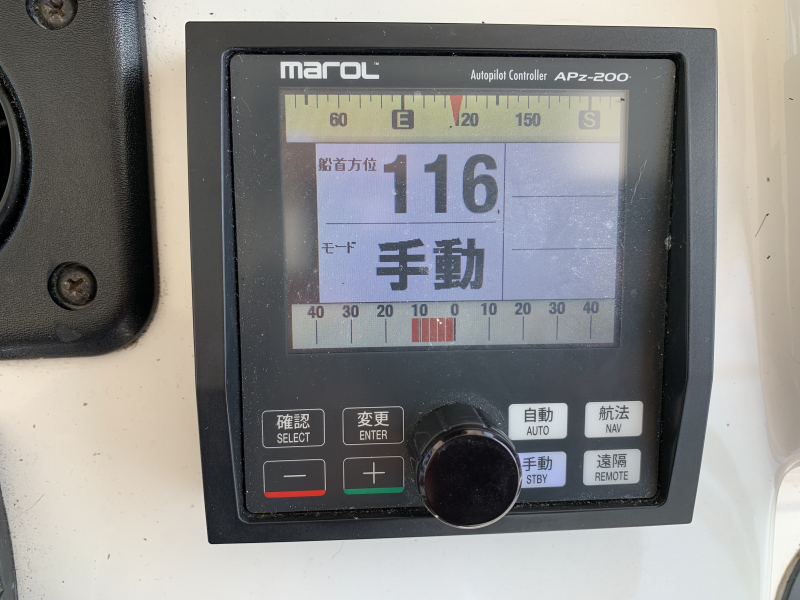 marol™
Autopilot Controller APz-200
60 E 120 150 S
船首方位 116
モード 手動
40 30 20 10 0 10 20 30 40
確認 変更 自動 航法
SELECT ENTER AUTO NAV
− + 手動 遠隔
STBY REMOTE